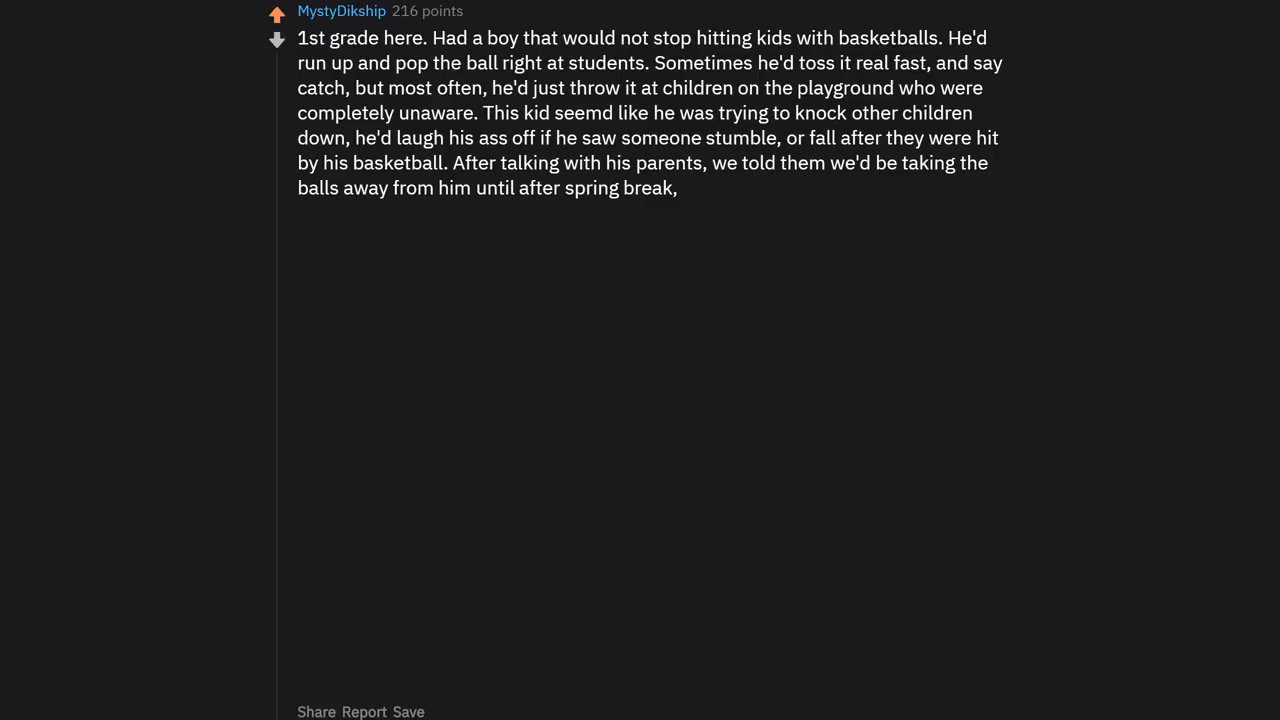 MystyDikship 216 points
1st grade here. Had a boy that would not stop hitting kids with basketballs. He'd
run up and pop the ball right at students. Sometimes he'd toss it real fast, and say
catch, but most often, he'd just throw it at children on the playground who were
completely unaware. This kid seemd like he was trying to knock other children
down, he'd laugh his ass off if he saw someone stumble, or fall after they were hit
by his basketball. After talking with his parents, we told them we'd be taking the
balls away from him until after spring break,
Share Report Save